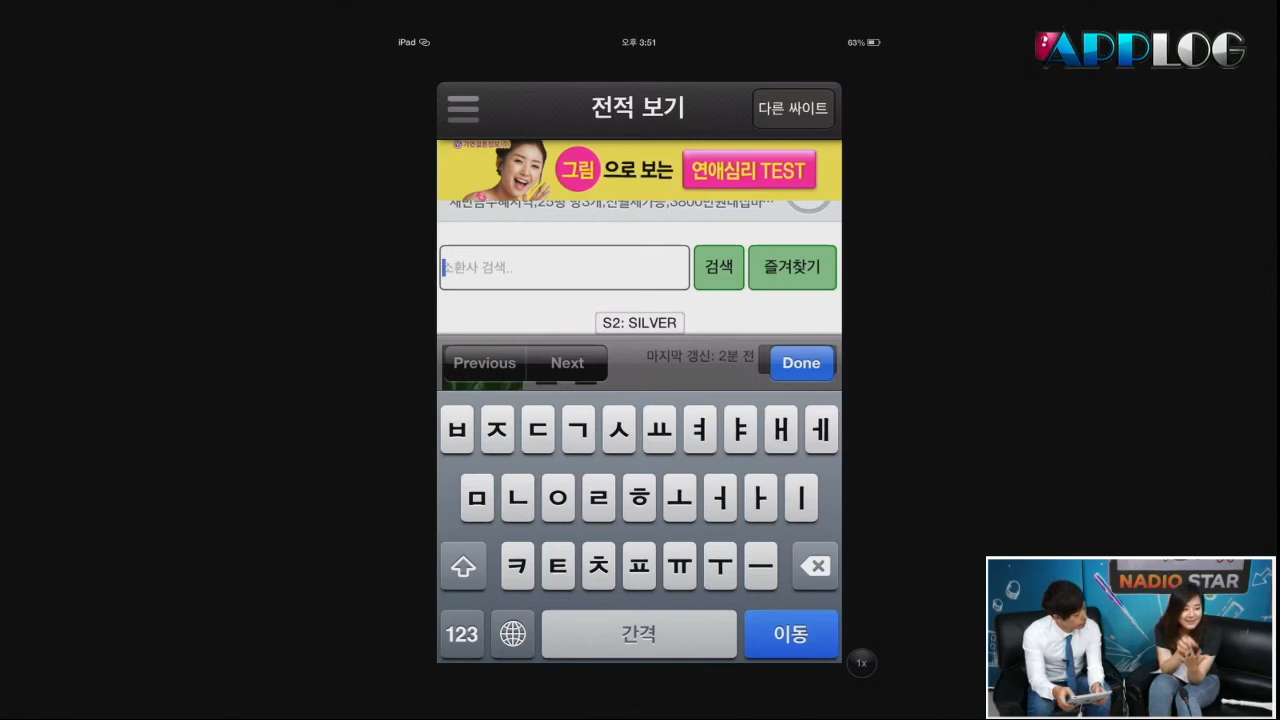 iPad
오후 3:51
63%
APPLOG
전적 보기
다른 싸이트
그림 으로 보는 연애심리 TEST
소환사 검색..
검색
즐겨찾기
S2: SILVER
마지막 갱신: 2분 전
Previous
Next
Done
ㅂ ㅈ ㄷ ㄱ ㅅ ㅛ ㅕ ㅑ ㅐ ㅔ
ㅁ ㄴ ㅇ ㄹ ㅎ ㅗ ㅓ ㅏ ㅣ
ㅋ ㅌ ㅊ ㅍ ㅠ ㅜ ㅡ
123
간격
이동
1x
NADIO STAR